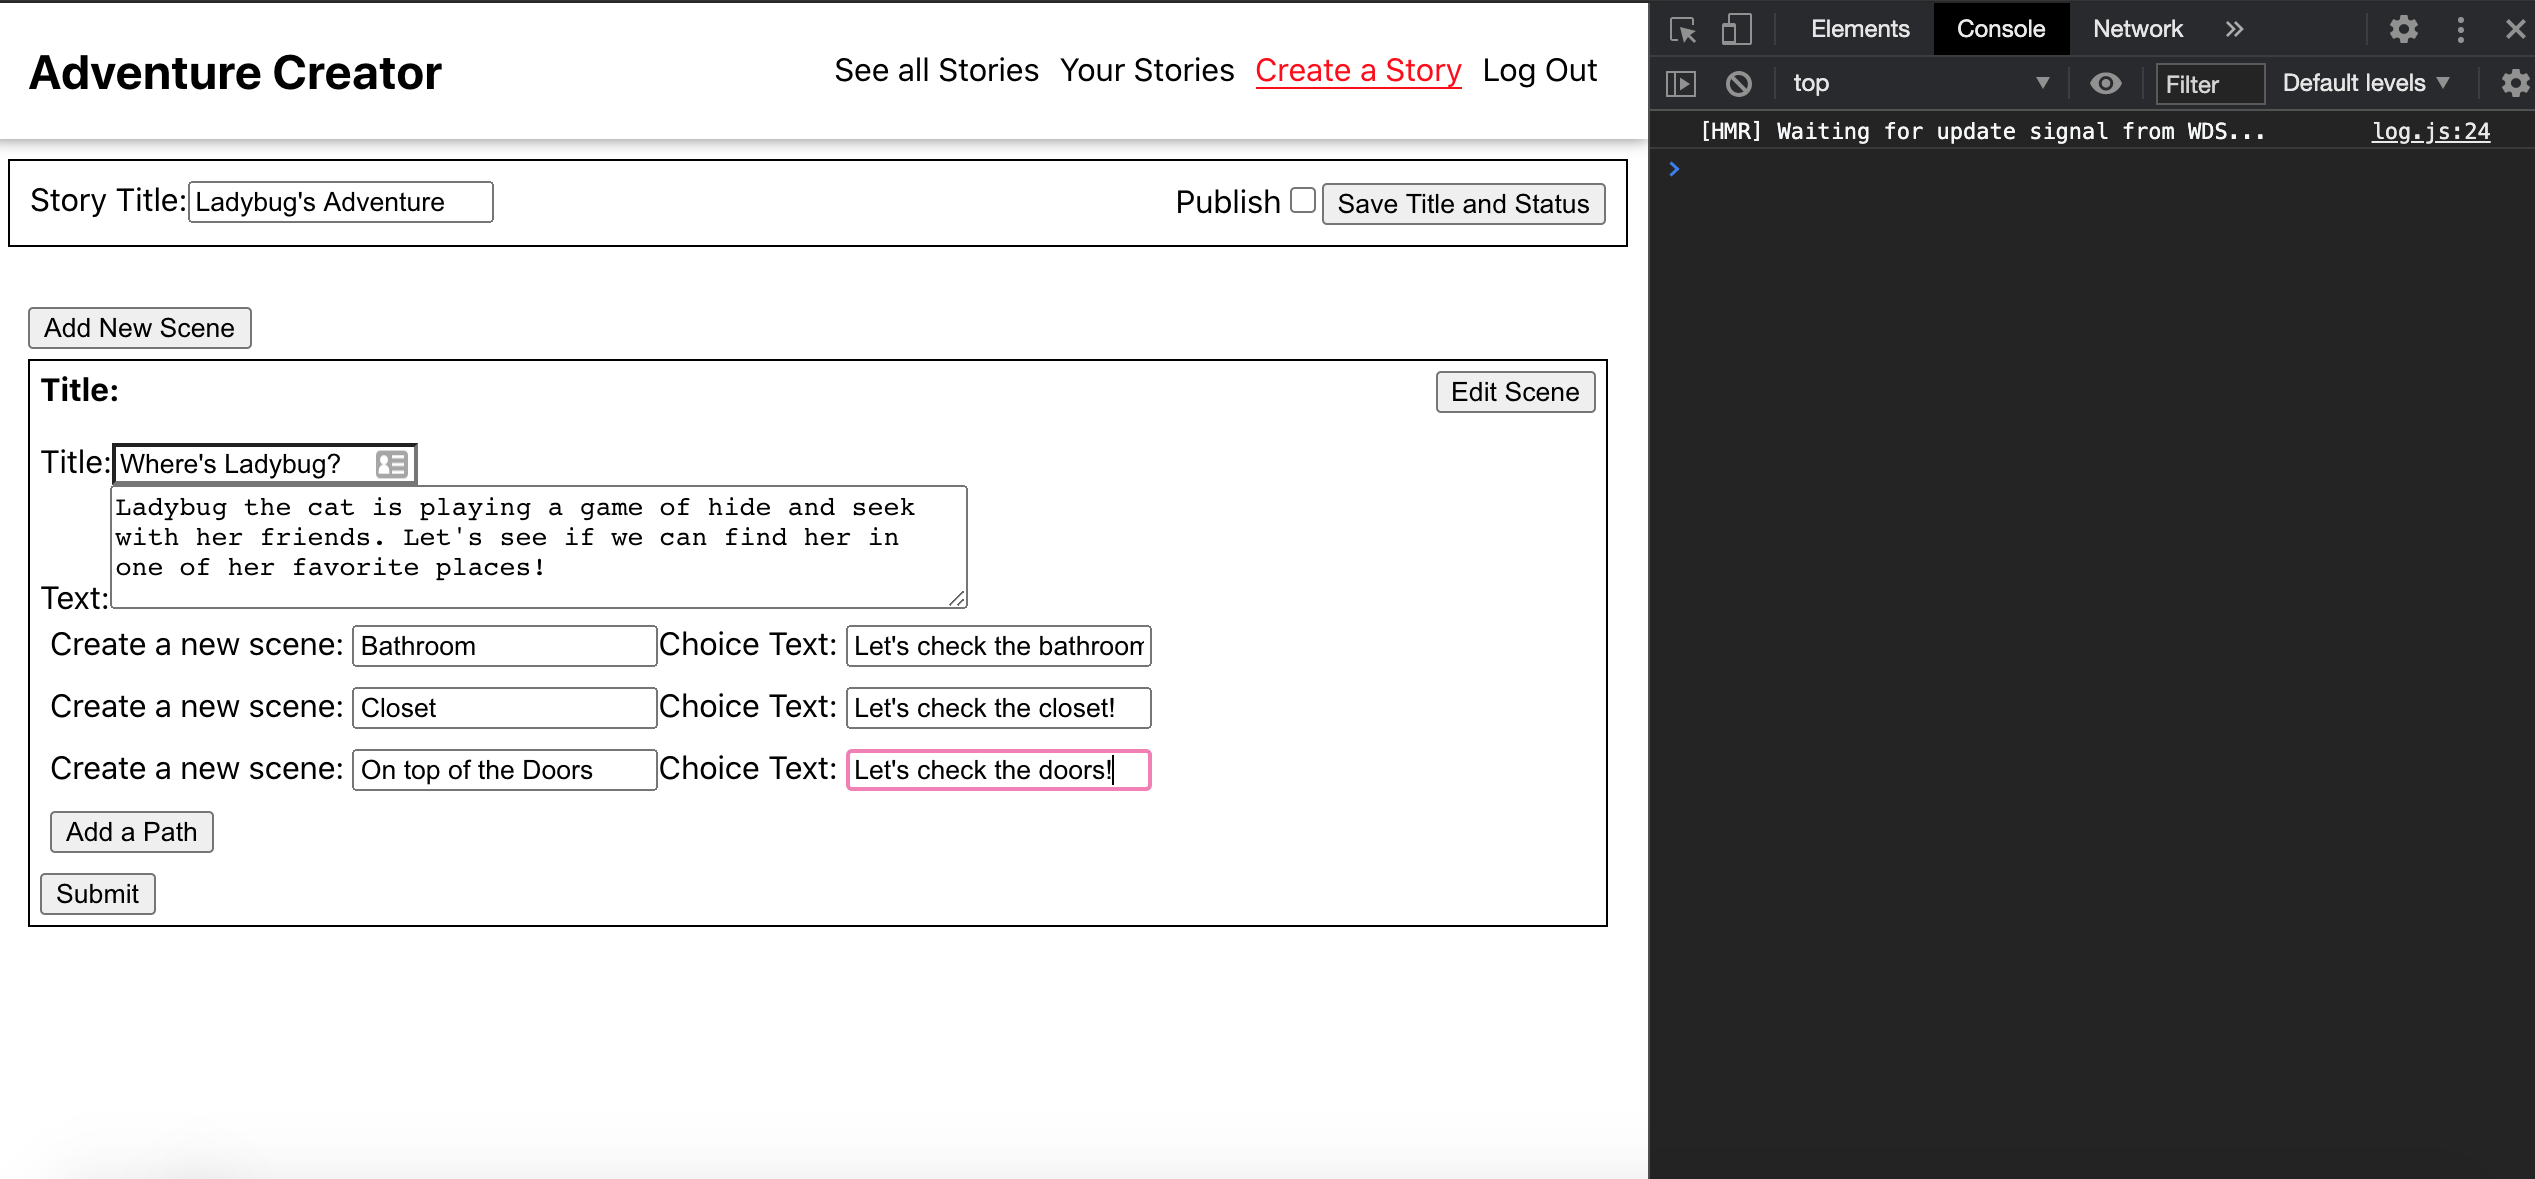 Adventure Creator
See all Stories Your Stories Create a Story Log Out
Story Title: Ladybug's Adventure
Publish Save Title and Status
Add New Scene
Title:
Edit Scene
Title: Where's Ladybug?
Ladybug the cat is playing a game of hide and seek
with her friends. Let's see if we can find her in
one of her favorite places!
Text:
Create a new scene: Bathroom Choice Text: Let's check the bathroom
Create a new scene: Closet Choice Text: Let's check the closet!
Create a new scene: On top of the Doors Choice Text: Let's check the doors!
Add a Path
Submit
Elements Console Network
top Filter Default levels
[HMR] Waiting for update signal from WDS... log.js:24